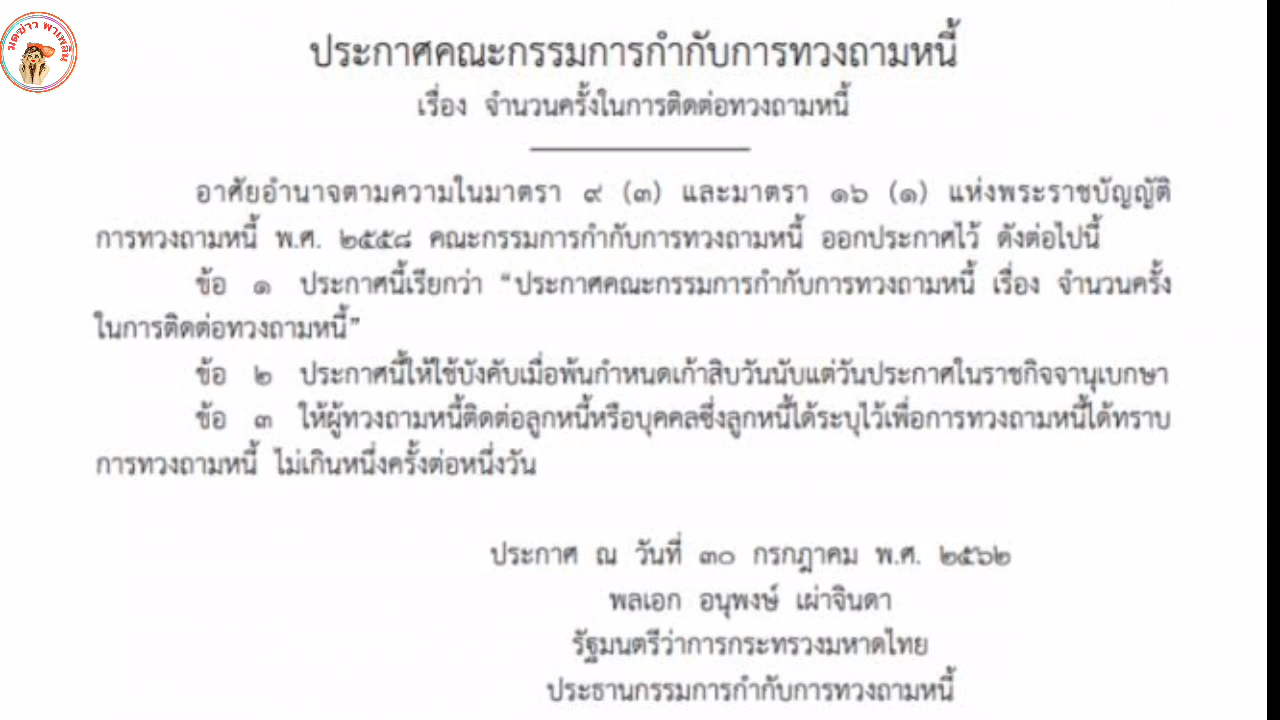 มดข่าว พาเพลิน
ประกาศคณะกรรมการกำกับการทวงถามหนี้
เรื่อง จำนวนครั้งในการติดต่อทวงถามหนี้
อาศัยอำนาจตามความในมาตรา ๙ (๓) และมาตรา ๑๖ (๑) แห่งพระราชบัญญัติ
การทวงถามหนี้ พ.ศ. ๒๕๕๘ คณะกรรมการกำกับการทวงถามหนี้ ออกประกาศไว้ ดังต่อไปนี้
ข้อ ๑ ประกาศนี้เรียกว่า “ประกาศคณะกรรมการกำกับการทวงถามหนี้ เรื่อง จำนวนครั้ง
ในการติดต่อทวงถามหนี้”
ข้อ ๒ ประกาศนี้ให้ใช้บังคับเมื่อพ้นกำหนดเก้าสิบวันนับแต่วันประกาศในราชกิจจานุเบกษา
ข้อ ๓ ให้ผู้ทวงถามหนี้ติดต่อลูกหนี้หรือบุคคลซึ่งลูกหนี้ได้ระบุไว้เพื่อการทวงถามหนี้ได้ทราบ
การทวงถามหนี้ ไม่เกินหนึ่งครั้งต่อหนึ่งวัน
ประกาศ ณ วันที่ ๓๐ กรกฎาคม พ.ศ. ๒๕๖๒
พลเอก อนุพงษ์ เผ่าจินดา
รัฐมนตรีว่าการกระทรวงมหาดไทย
ประธานกรรมการกำกับการทวงถามหนี้